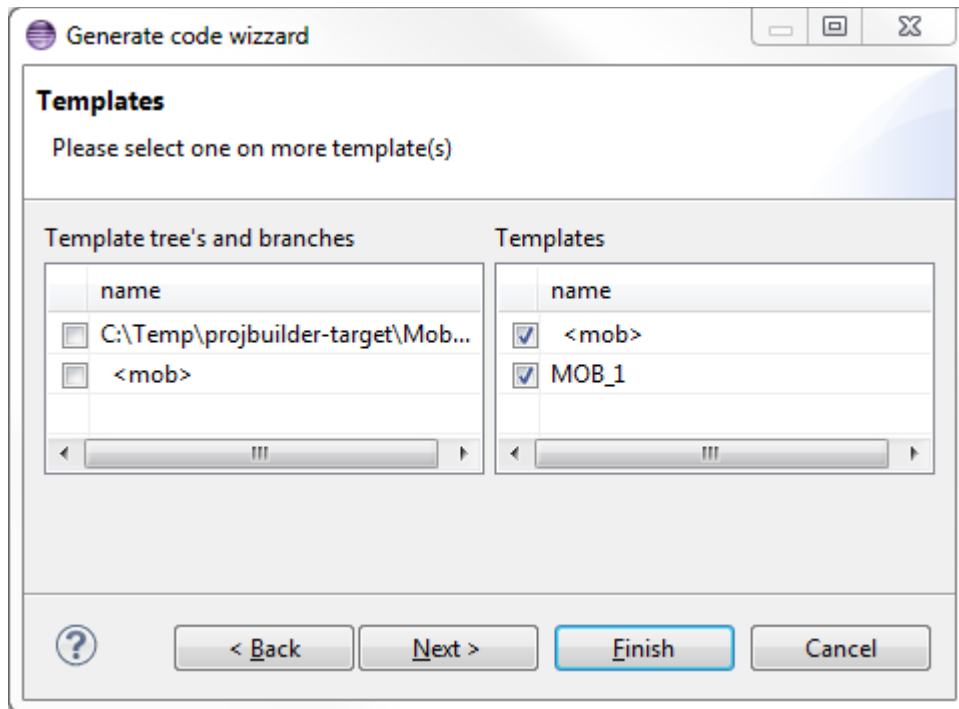 Generate code wizzard
Templates
Please select one on more template(s)
Template tree's and branches
Templates
name
name
C:\Temp\projbuilder-target\Mob...
<mob>
<mob>
MOB_1
< Back
Next >
Finish
Cancel